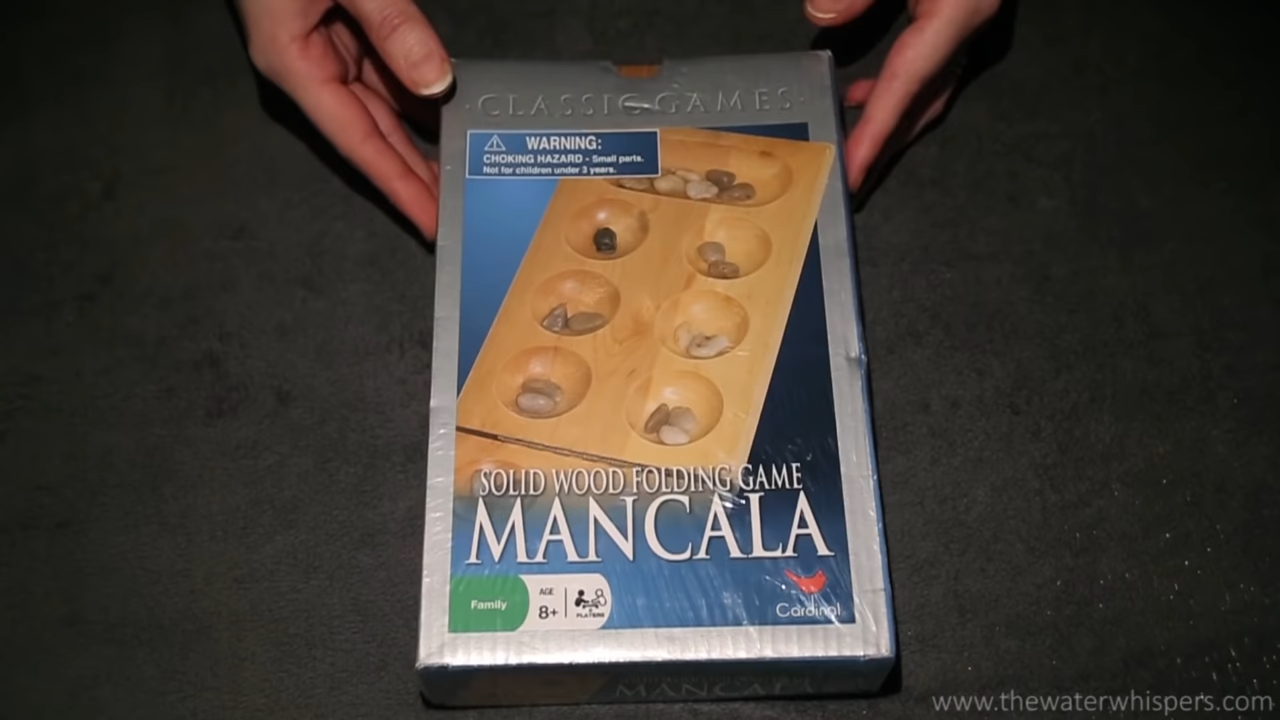 · CLASSIC GAMES ·
WARNING:
CHOKING HAZARD - Small parts.
Not for children under 3 years.
SOLID WOOD FOLDING GAME
MANCALA
Family
AGE
8+
PLAYERS
Cardinal
MANCALA
www.thewaterwhispers.com